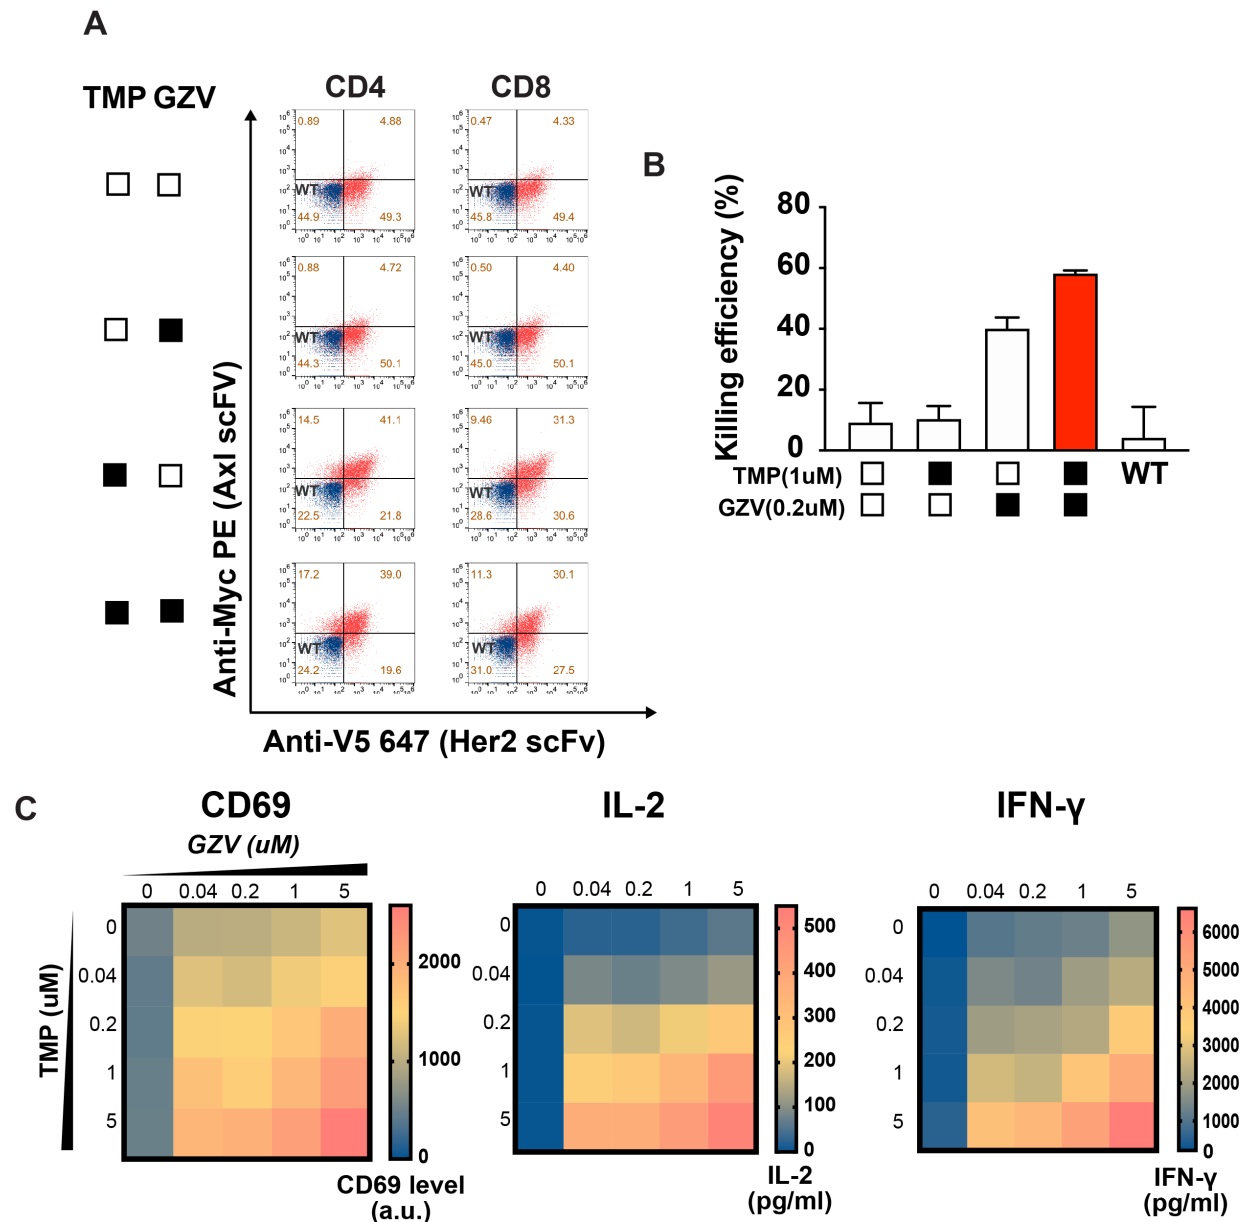 A
TMP GZV
CD4
CD8
Anti-Myc PE (Axl scFV)
Anti-V5 647 (Her2 scFv)
0.89 4.88
WT
44.9 49.3
0.47 4.33
WT
45.8 49.4
0.88 4.72
WT
44.3 50.1
0.50 4.40
WT
45.0 50.1
14.5 41.1
WT
22.5 21.8
9.46 31.3
WT
28.6 30.6
17.2 39.0
WT
24.2 19.6
11.3 30.1
WT
31.0 27.5
B
Killing efficiency (%)
80
60
40
20
0
TMP(1uM)
GZV(0.2uM)
WT
C
CD69
GZV (uM)
0 0.04 0.2 1 5
TMP (uM)
0
0.04
0.2
1
5
2000
1000
0
CD69 level
(a.u.)
IL-2
0 0.04 0.2 1 5
0
0.04
0.2
1
5
500
400
300
200
100
0
IL-2
(pg/ml)
IFN-γ
0 0.04 0.2 1 5
0
0.04
0.2
1
5
6000
5000
4000
3000
2000
1000
0
IFN-γ
(pg/ml)